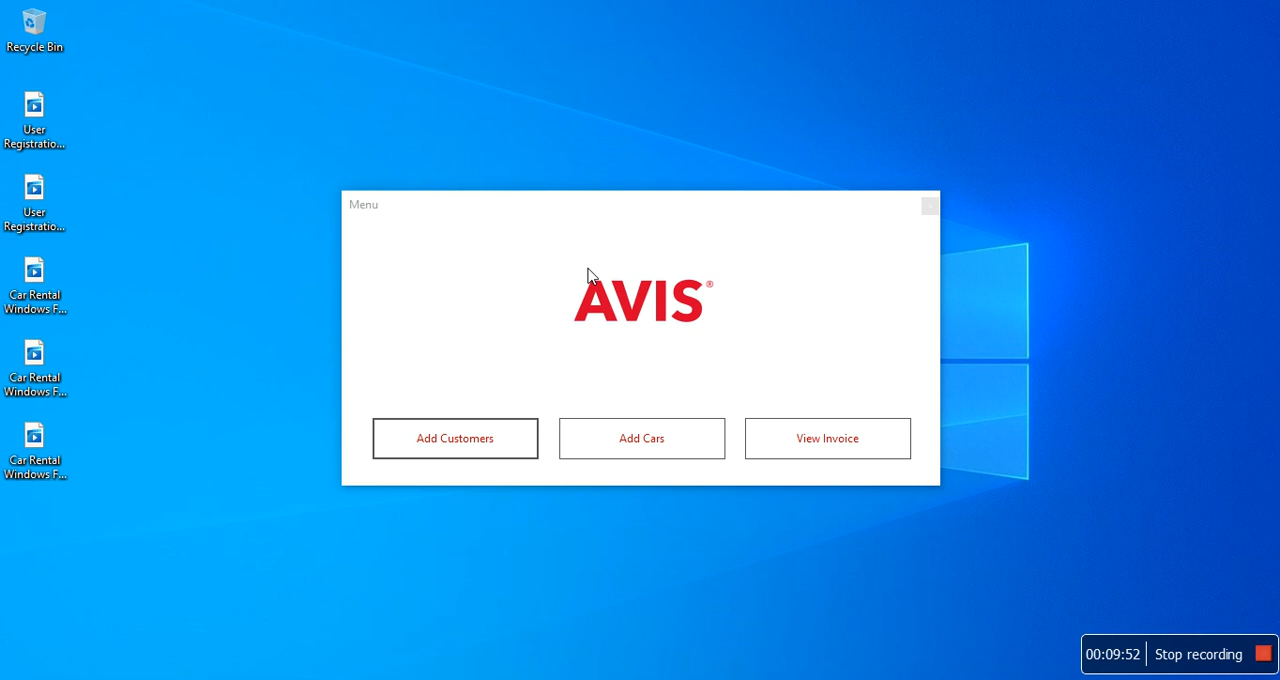 Recycle Bin
User
Registratio...
User
Registratio...
Car Rental
Windows F...
Car Rental
Windows F...
Car Rental
Windows F...
Menu
x
AVIS®
Add Customers
Add Cars
View Invoice
00:09:52
Stop recording